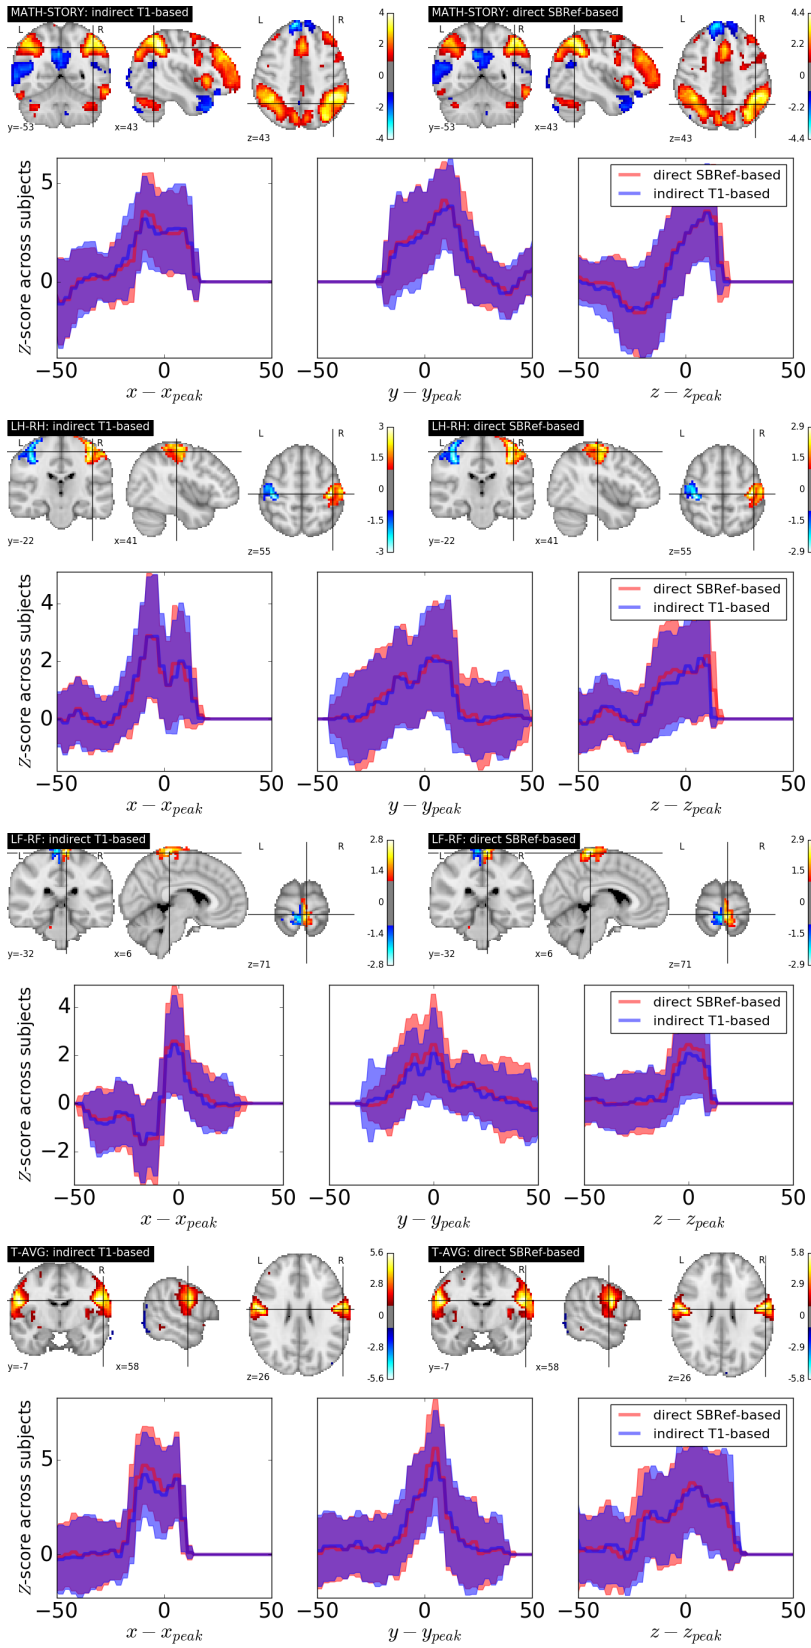 MATH-STORY: indirect T1-based
L R L R
y=-53 x=43 z=43
4 2 0 -2 -4
MATH-STORY: direct SBRef-based
L R L R
y=-53 x=43 z=43
4.4 2.2 0 -2.2 -4.4
Z-score across subjects
5 0
direct SBRef-based
indirect T1-based
-50 0 50 -50 0 50 -50 0 50
x − x_peak y − y_peak z − z_peak
LH-RH: indirect T1-based
L R L R
y=-22 x=41 z=55
3 1.5 0 -1.5 -3
LH-RH: direct SBRef-based
L R L R
y=-22 x=41 z=55
2.9 1.5 0 -1.5 -2.9
Z-score across subjects
4 2 0
direct SBRef-based
indirect T1-based
−50 0 50 −50 0 50 −50 0 50
x − x_peak y − y_peak z − z_peak
LF-RF: indirect T1-based
L R L R
y=-32 x=6 z=71
2.8 1.4 0 -1.4 -2.8
LF-RF: direct SBRef-based
L R L R
y=-32 x=6 z=71
2.9 1.5 0 -1.5 -2.9
Z-score across subjects
4 2 0 −2
direct SBRef-based
indirect T1-based
−50 0 50 −50 0 50 −50 0 50
x − x_peak y − y_peak z − z_peak
T-AVG: indirect T1-based
L R L R
y=-7 x=58 z=26
5.6 2.8 0 -2.8 -5.6
T-AVG: direct SBRef-based
L R L R
y=-7 x=58 z=26
5.8 2.9 0 -2.9 -5.8
Z-score across subjects
5 0
direct SBRef-based
indirect T1-based
−50 0 50 −50 0 50 −50 0 50
x − x_peak y − y_peak z − z_peak